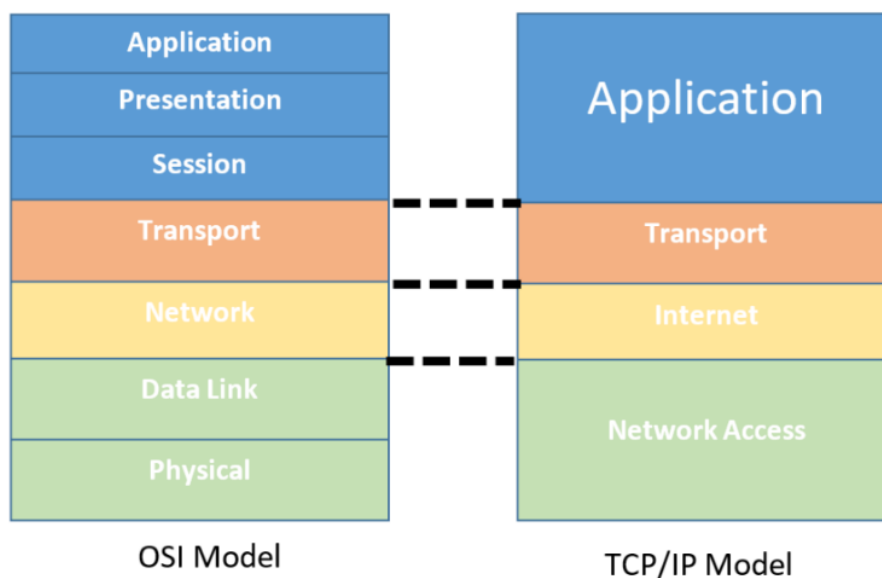 Application
Presentation
Session
Transport
Network
Data Link
Physical
OSI Model
Application
Transport
Internet
Network Access
TCP/IP Model